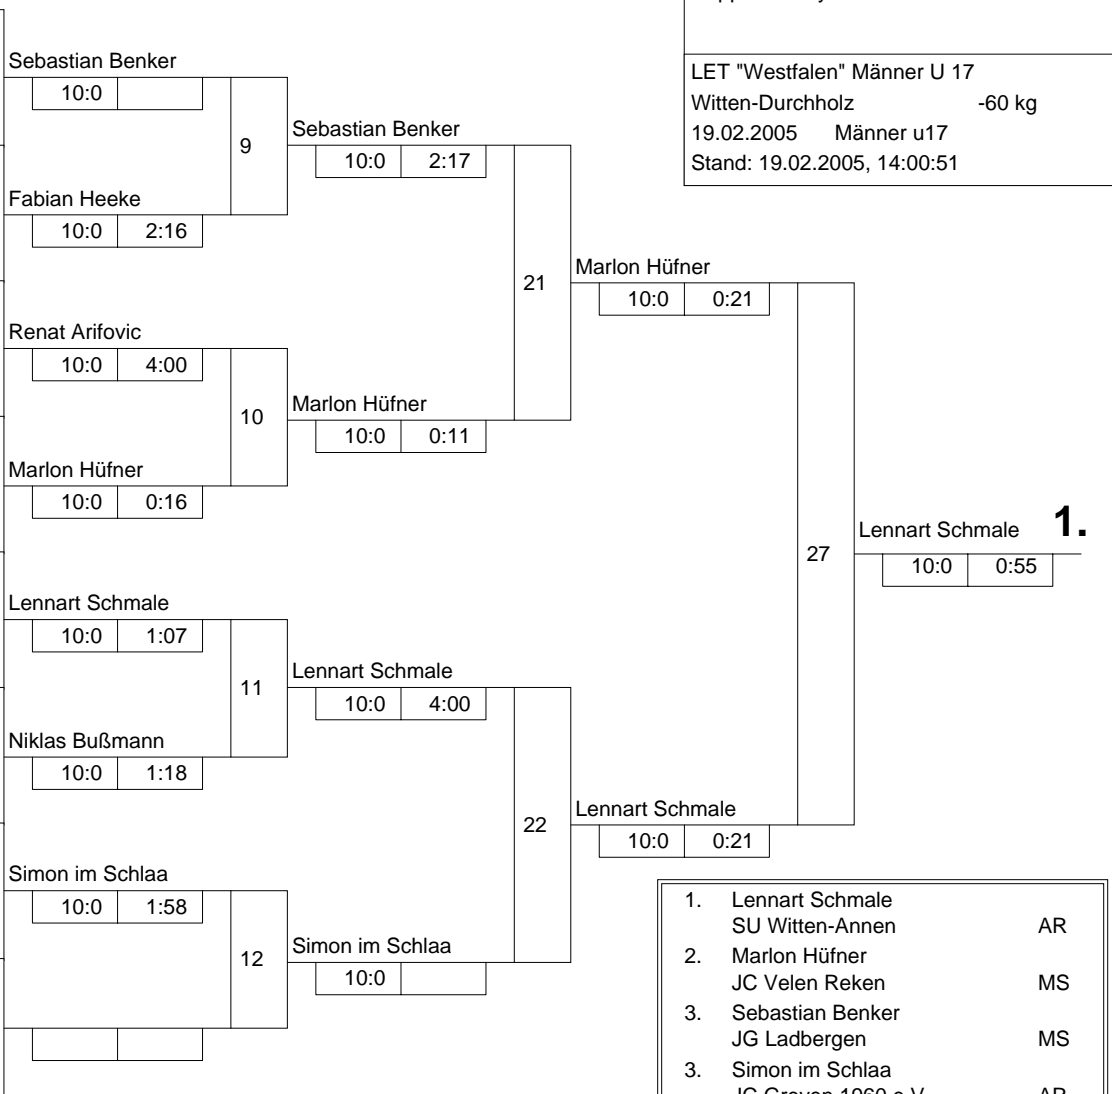 LET "Westfalen" Männer U 17
Witten-Durchholz -60 kg
19.02.2005 Männer u17
Stand: 19.02.2005, 14:00:51
Sebastian Benker
10:0
9
Fabian Heeke
10:0 2:16
Sebastian Benker
10:0 2:17
Renat Arifovic
10:0 4:00
10
Marlon Hüfner
10:0 0:16
Marlon Hüfner
10:0 0:11
21
Marlon Hüfner
10:0 0:21
Lennart Schmale
10:0 1:07
11
Niklas Bußmann
10:0 1:18
Lennart Schmale
10:0 4:00
Simon im Schlaa
10:0 1:58
12
Simon im Schlaa
10:0
22
Lennart Schmale
10:0 0:21
27
Lennart Schmale 1.
10:0 0:55
1. Lennart Schmale
SU Witten-Annen AR
2. Marlon Hüfner
JC Velen Reken MS
3. Sebastian Benker
JG Ladbergen MS
3. Simon im Schlaa
JC Greven 1960 e.V. AR